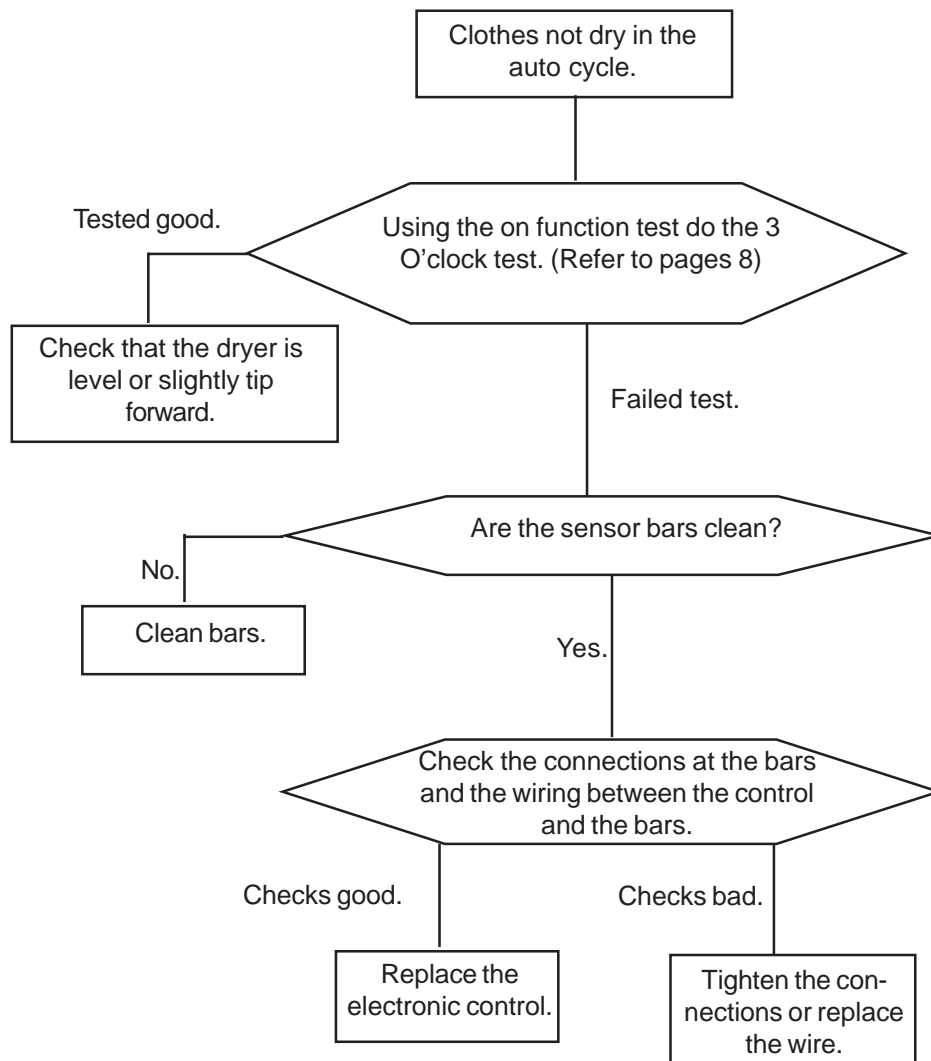 Clothes not dry in the
auto cycle.
Tested good.
Using the on function test do the 3
O’clock test. (Refer to pages 8)
Check that the dryer is
level or slightly tip
forward.
Failed test.
Are the sensor bars clean?
No.
Clean bars.
Yes.
Check the connections at the bars
and the wiring between the control
and the bars.
Checks good.
Checks bad.
Replace the
electronic control.
Tighten the con-
nections or replace
the wire.